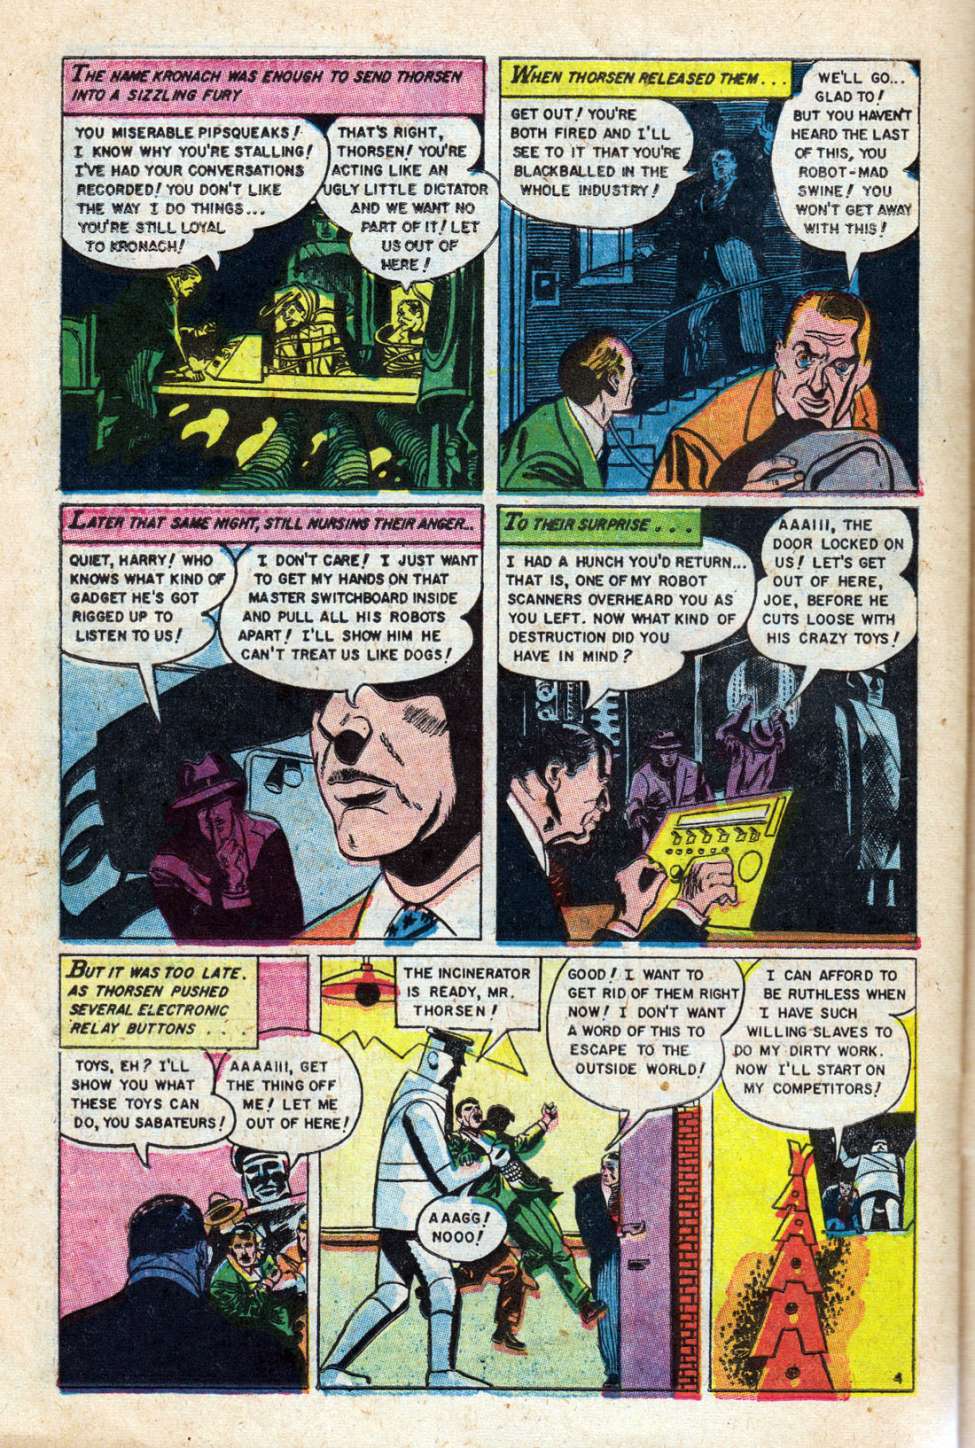 THE NAME KRONACH WAS ENOUGH TO SEND THORSEN
INTO A SIZZLING FURY
YOU MISERABLE PIPSQUEAKS!
I KNOW WHY YOU'RE STALLING!
I'VE HAD YOUR CONVERSATIONS
RECORDED! YOU DON'T LIKE
THE WAY I DO THINGS...
YOU'RE STILL LOYAL
TO KRONACH!
THAT'S RIGHT,
THORSEN! YOU'RE
ACTING LIKE AN
UGLY LITTLE DICTATOR
AND WE WANT NO
PART OF IT! LET
US OUT OF
HERE!
WHEN THORSEN RELEASED THEM...
GET OUT! YOU'RE
BOTH FIRED AND I'LL
SEE TO IT THAT YOU'RE
BLACKBALLED IN THE
WHOLE INDUSTRY!
WE'LL GO...
GLAD TO!
BUT YOU HAVEN'T
HEARD THE LAST
OF THIS, YOU
ROBOT-MAD
SWINE! YOU
WON'T GET AWAY
WITH THIS!
LATER THAT SAME NIGHT, STILL NURSING THEIR ANGER...
QUIET, HARRY! WHO
KNOWS WHAT KIND OF
GADGET HE'S GOT
RIGGED UP TO
LISTEN TO US!
I DON'T CARE! I JUST WANT
TO GET MY HANDS ON THAT
MASTER SWITCHBOARD INSIDE
AND PULL ALL HIS ROBOTS
APART! I'LL SHOW HIM HE
CAN'T TREAT US LIKE DOGS!
TO THEIR SURPRISE...
I HAD A HUNCH YOU'D RETURN...
THAT IS, ONE OF MY ROBOT
SCANNERS OVERHEARD YOU AS
YOU LEFT. NOW WHAT KIND OF
DESTRUCTION DID YOU
HAVE IN MIND?
AAAIII, THE
DOOR LOCKED ON
US! LET'S GET
OUT OF HERE,
JOE, BEFORE HE
CUTS LOOSE WITH
HIS CRAZY TOYS!
BUT IT WAS TOO LATE.
AS THORSEN PUSHED
SEVERAL ELECTRONIC
RELAY BUTTONS....
TOYS, EH? I'LL
SHOW YOU WHAT
THESE TOYS CAN
DO, YOU SABATEURS!
AAAAIII, GET
THE THING OFF
ME! LET ME
OUT OF HERE!
THE INCINERATOR
IS READY, MR.
THORSEN!
AAAGG!
NOOO!
GOOD! I WANT TO
GET RID OF THEM RIGHT
NOW! I DON'T WANT
A WORD OF THIS TO
ESCAPE TO THE
OUTSIDE WORLD!
I CAN AFFORD TO
BE RUTHLESS WHEN
I HAVE SUCH
WILLING SLAVES TO
DO MY DIRTY WORK.
NOW I'LL START ON
MY COMPETITORS!
4